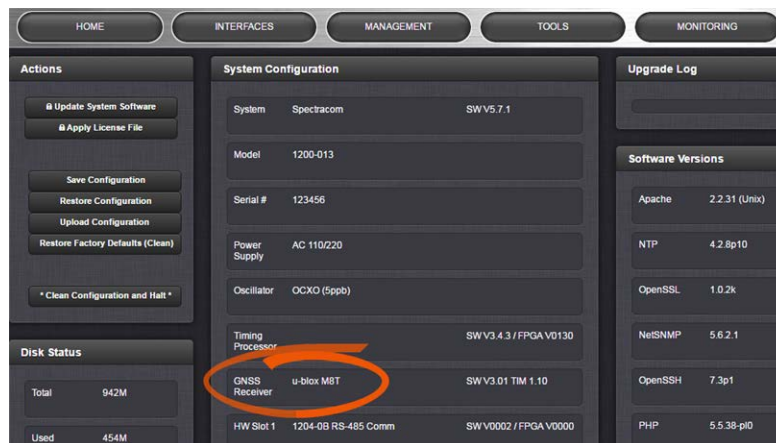 HOME
INTERFACES
MANAGEMENT
TOOLS
MONITORING
Actions
Update System Software
Apply License File
Save Configuration
Restore Configuration
Upload Configuration
Restore Factory Defaults (Clean)
* Clean Configuration and Halt *
Disk Status
Total 942M
Used 454M
System Configuration
System Spectracom SW V5.7.1
Model 1200-013
Serial # 123456
Power Supply AC 110/220
Oscillator OCXO (5ppb)
Timing Processor SW V3.4.3 / FPGA V0130
GNSS Receiver u-blox M8T SW V3.01 TIM 1.10
HW Slot 1 1204-0B RS-485 Comm SW V0002 / FPGA V0000
Upgrade Log
Software Versions
Apache 2.2.31 (Unix)
NTP 4.2.8p10
OpenSSL 1.0.2k
NetSNMP 5.6.2.1
OpenSSH 7.3p1
PHP 5.5.38-pl0